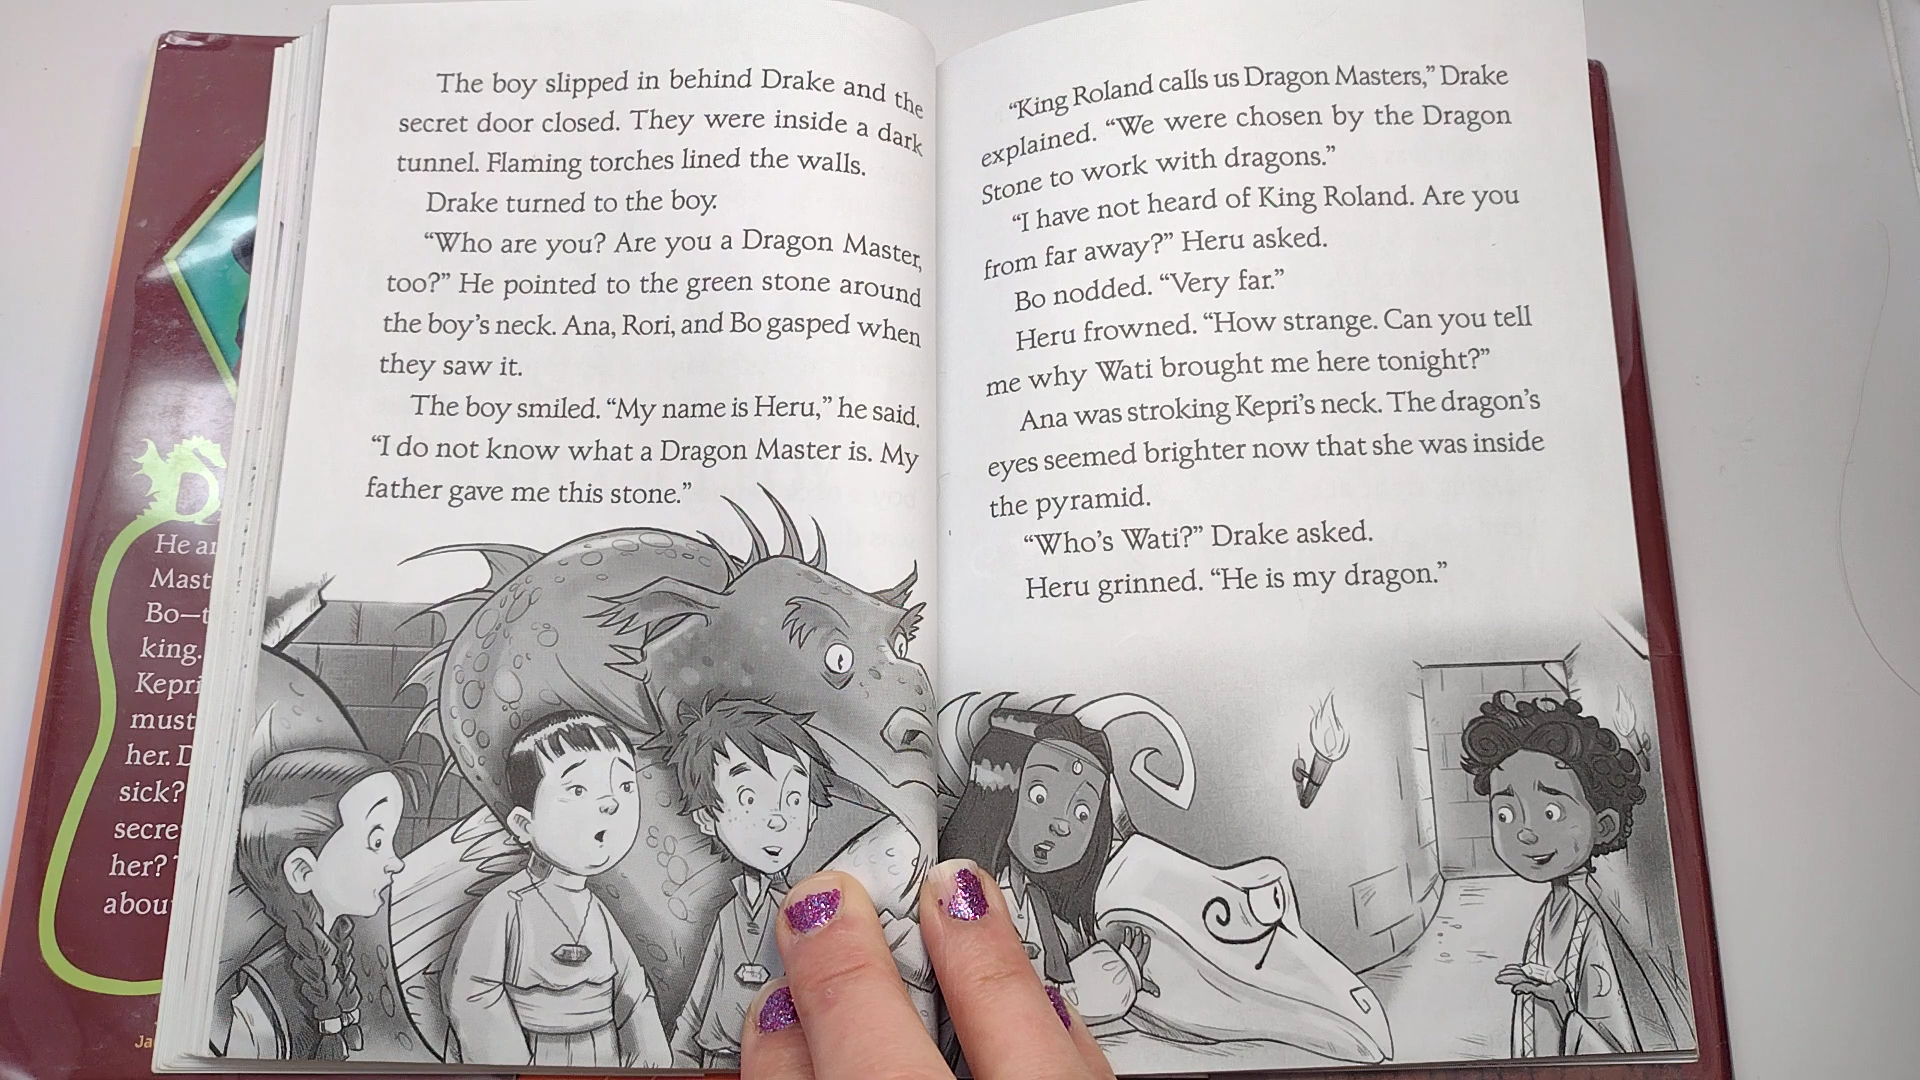 The boy slipped in behind Drake and the
secret door closed. They were inside a dark
tunnel. Flaming torches lined the walls.
Drake turned to the boy.
“Who are you? Are you a Dragon Master,
too?” He pointed to the green stone around
the boy’s neck. Ana, Rori, and Bo gasped when
they saw it.
The boy smiled. “My name is Heru,” he said.
“I do not know what a Dragon Master is. My
father gave me this stone.”
“King Roland calls us Dragon Masters,” Drake
explained. “We were chosen by the Dragon
Stone to work with dragons.”
“I have not heard of King Roland. Are you
from far away?” Heru asked.
Bo nodded. “Very far.”
Heru frowned. “How strange. Can you tell
me why Wati brought me here tonight?”
Ana was stroking Kepri’s neck. The dragon’s
eyes seemed brighter now that she was inside
the pyramid.
“Who’s Wati?” Drake asked.
Heru grinned. “He is my dragon.”
D
He
Mast
Bo—t
king.
Kepri
must
her. D
sick?
secre
her?
abou
Ja